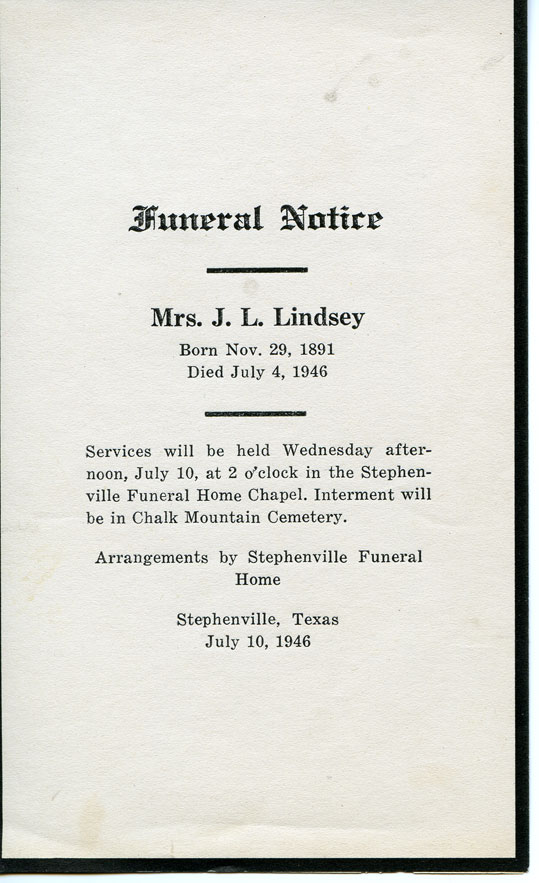 Funeral Notice
Mrs. J. L. Lindsey
Born Nov. 29, 1891
Died July 4, 1946
Services will be held Wednesday after-
noon, July 10, at 2 o'clock in the Stephen-
ville Funeral Home Chapel. Interment will
be in Chalk Mountain Cemetery.
Arrangements by Stephenville Funeral
Home
Stephenville, Texas
July 10, 1946